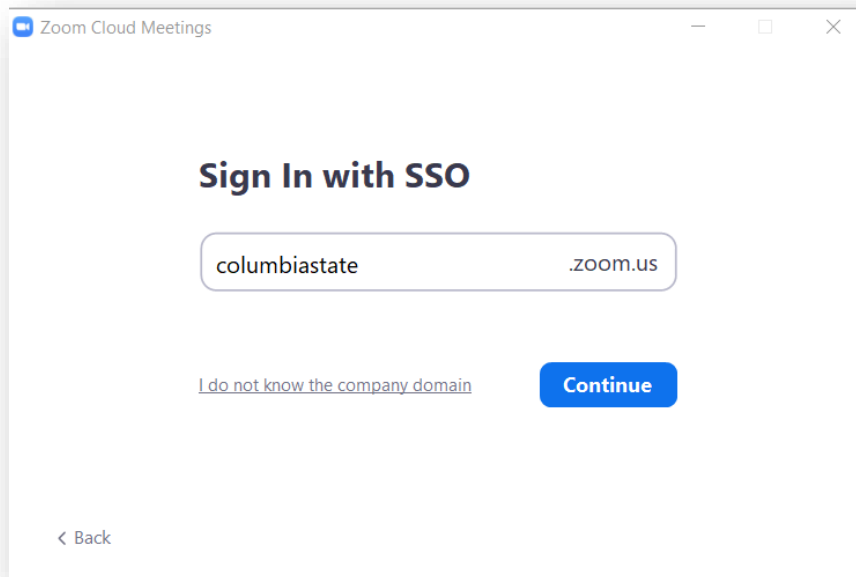 Zoom Cloud Meetings
Sign In with SSO
columbiastate .zoom.us
I do not know the company domain Continue
Back